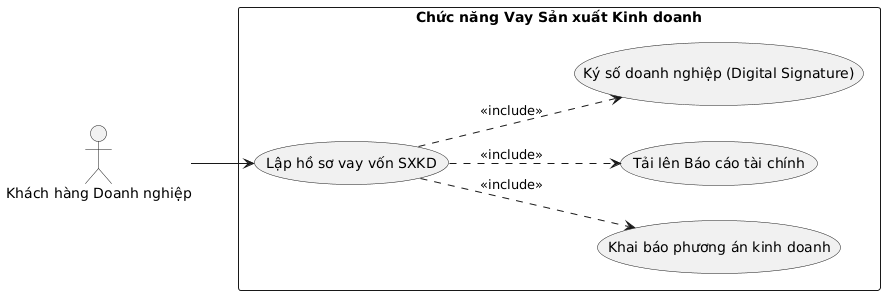 Chức năng Vay Sản xuất Kinh doanh
Ký số doanh nghiệp (Digital Signature)
«include»
Khách hàng Doanh nghiệp
Lập hồ sơ vay vốn SXKD
«include»
Tải lên Báo cáo tài chính
«include»
Khai báo phương án kinh doanh